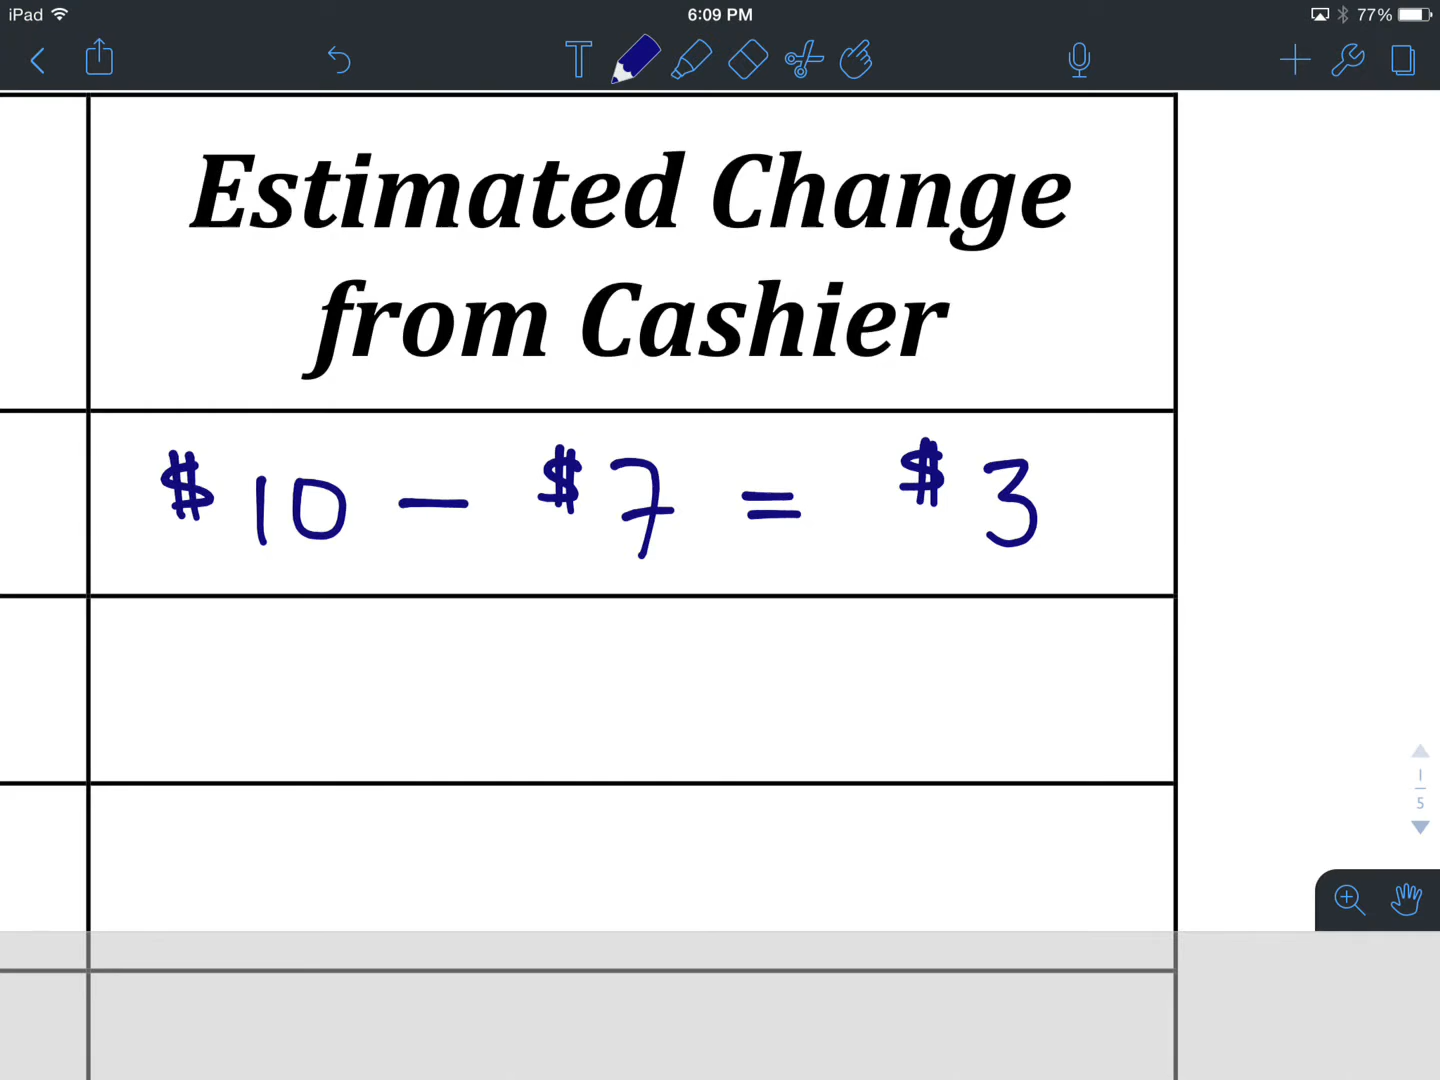 iPad 6:09 PM 77%
T
Estimated Change
from Cashier
$10 - $7 = $3
1
5